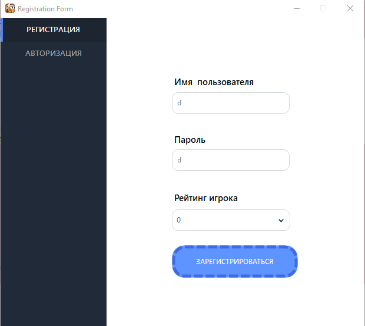 Registration Form
РЕГИСТРАЦИЯ
АВТОРИЗАЦИЯ
Имя пользователя
d
Пароль
d
Рейтинг игрока
0
ЗАРЕГИСТРИРОВАТЬСЯ